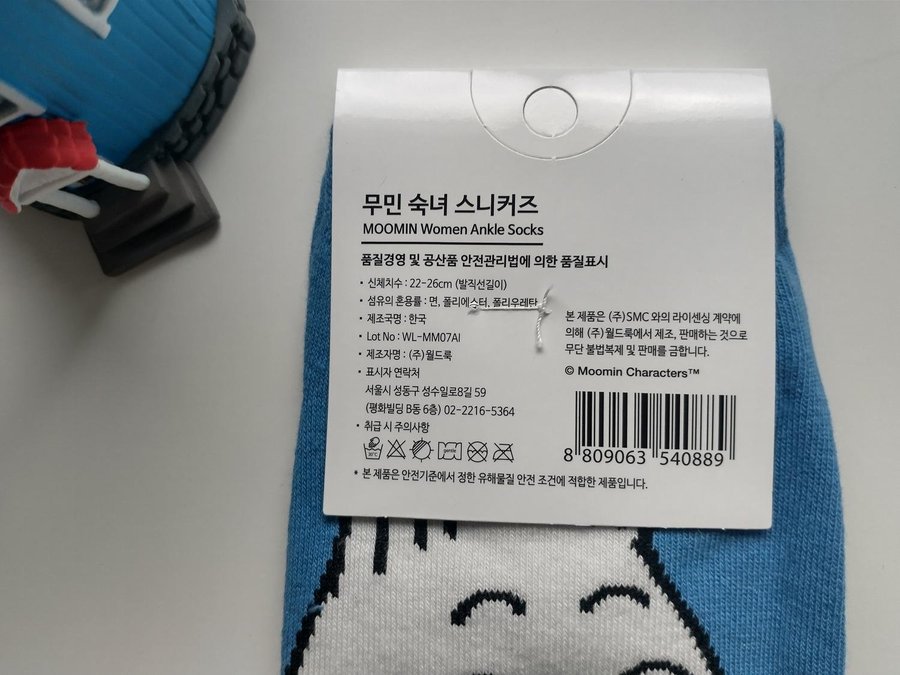 무민 숙녀 스니커즈
MOOMIN Women Ankle Socks
품질경영 및 공산품 안전관리법에 의한 품질표시
• 신체치수 : 22-26cm (발직선길이)
• 섬유의 혼용률 : 면, 폴리에스터, 폴리우레탄
• 제조국명 : 한국
• Lot No : WL-MM07AI
• 제조자명 : (주)월드룩
• 표시자 연락처
서울시 성동구 성수일로8길 59
(평화빌딩 B동 6층) 02-2216-5364
• 취급 시 주의사항
30℃
* 본 제품은 안전기준에서 정한 유해물질 안전 조건에 적합한 제품입니다.
본 제품은 (주)SMC 와의 라이센싱 계약에
의해 (주)월드룩에서 제조, 판매하는 것으로
무단 불법복제 및 판매를 금합니다.
© Moomin Characters™
8 809063 540889